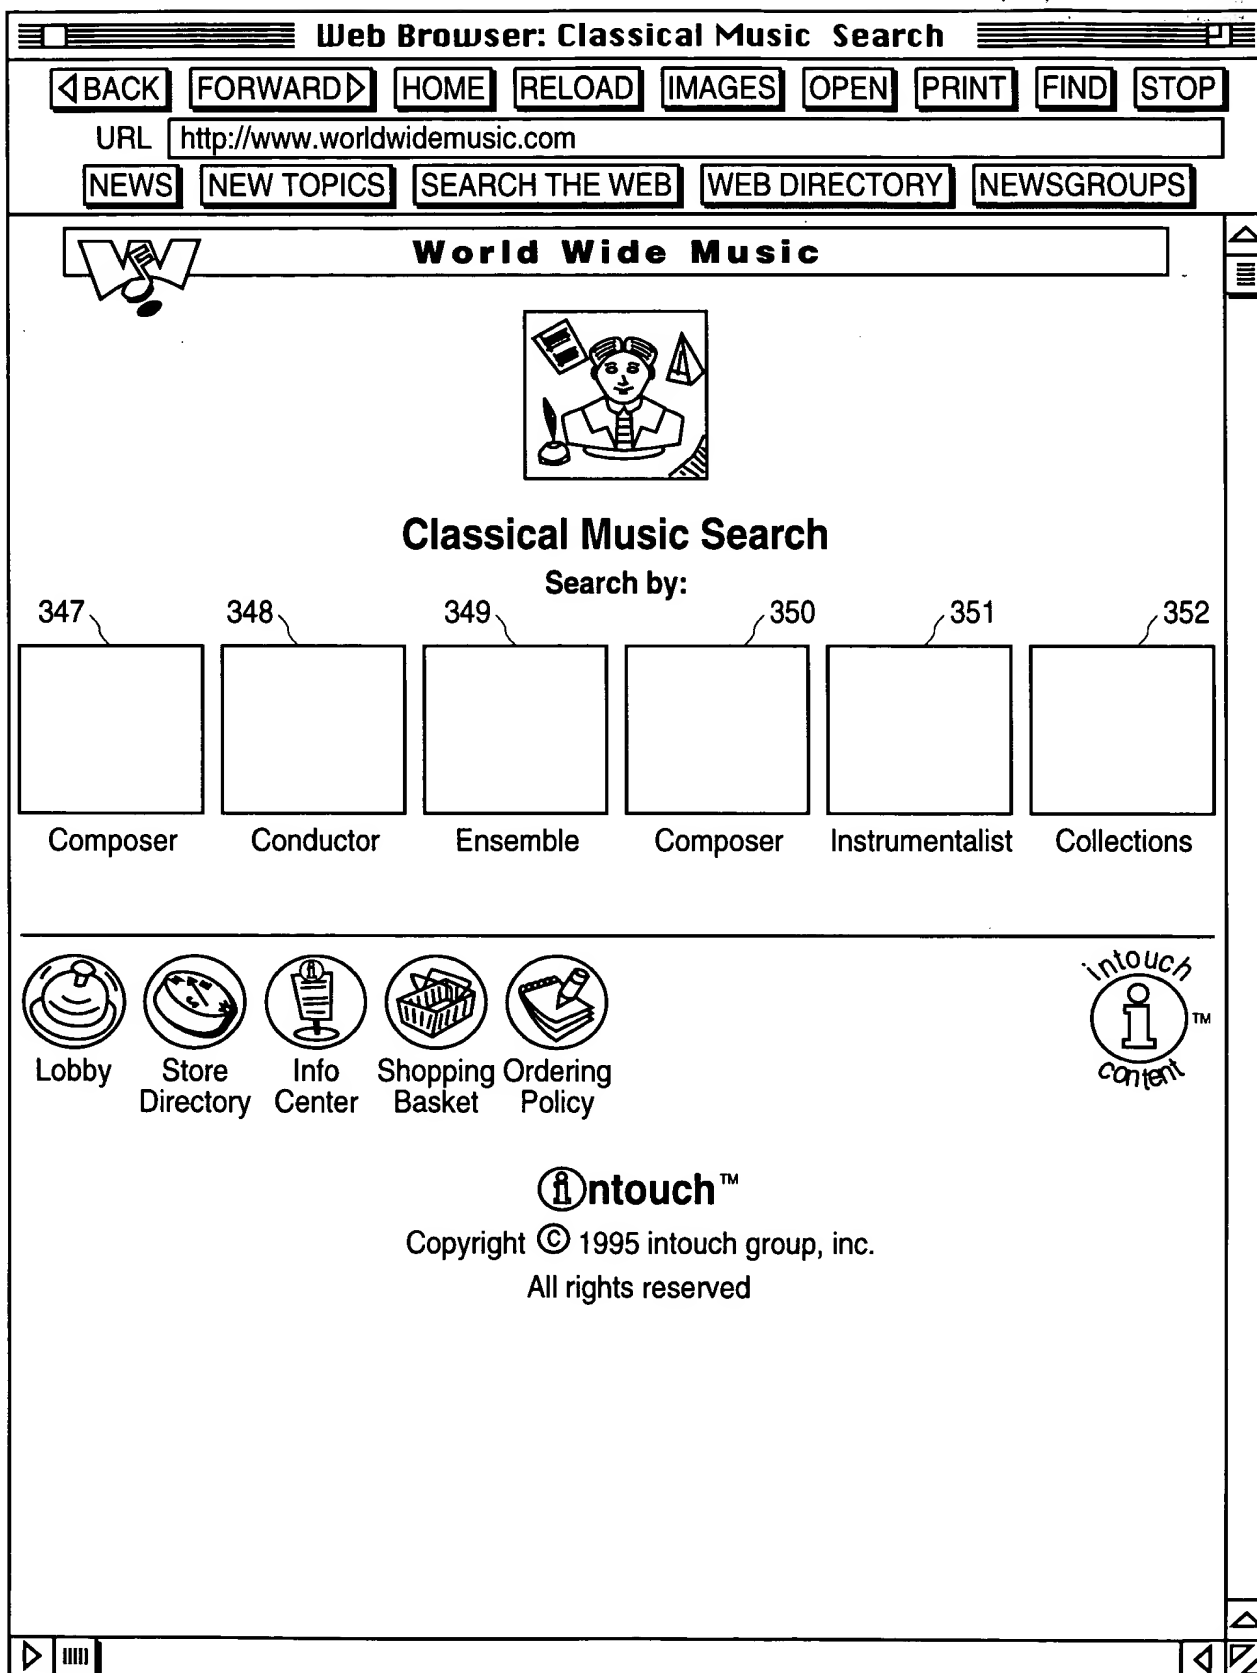 Web Browser: Classical Music Search
BACK FORWARD HOME RELOAD IMAGES OPEN PRINT FIND STOP
URL http://www.worldwidemusic.com
NEWS NEW TOPICS SEARCH THE WEB WEB DIRECTORY NEWSGROUPS
World Wide Music
Classical Music Search
Search by:
347 348 349 350 351 352
Composer Conductor Ensemble Composer Instrumentalist Collections
intouch
i TM
content
Lobby Store Info Shopping Ordering
Directory Center Basket Policy
intouch™
Copyright © 1995 intouch group, inc.
All rights reserved